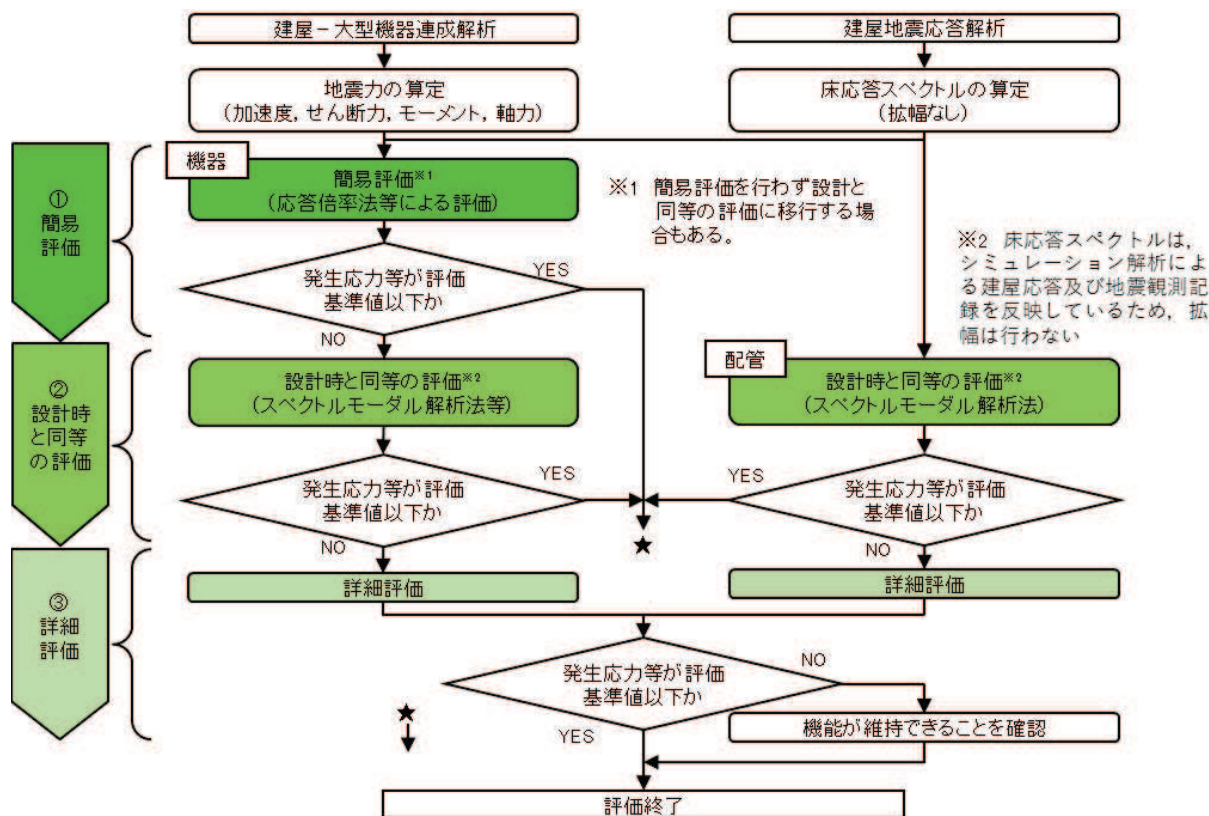 建屋－大型機器連成解析
建屋地震応答解析
地震力の算定
(加速度, せん断力, モーメント, 軸力)
床応答スペクトルの算定
(拡幅なし)
①
簡易
評価
機器
簡易評価※1
(応答倍率法等による評価)
※1 簡易評価を行わず設計と
同等の評価に移行する場
合もある。
※2 床応答スペクトルは,
シミュレーション解析によ
る建屋応答及び地震観測記
録を反映しているため, 拡
幅は行わない
発生応力等が評価
基準値以下か
YES
NO
②
設計時
と同等
の評価
設計時と同等の評価※2
(スペクトルモーダル解析法等)
配管
設計時と同等の評価※2
(スペクトルモーダル解析法)
発生応力等が評価
基準値以下か
YES
NO
YES
発生応力等が評価
基準値以下か
NO
★
③
詳細
評価
詳細評価
詳細評価
発生応力等が評価
基準値以下か
NO
YES
★
機能が維持できることを確認
評価終了